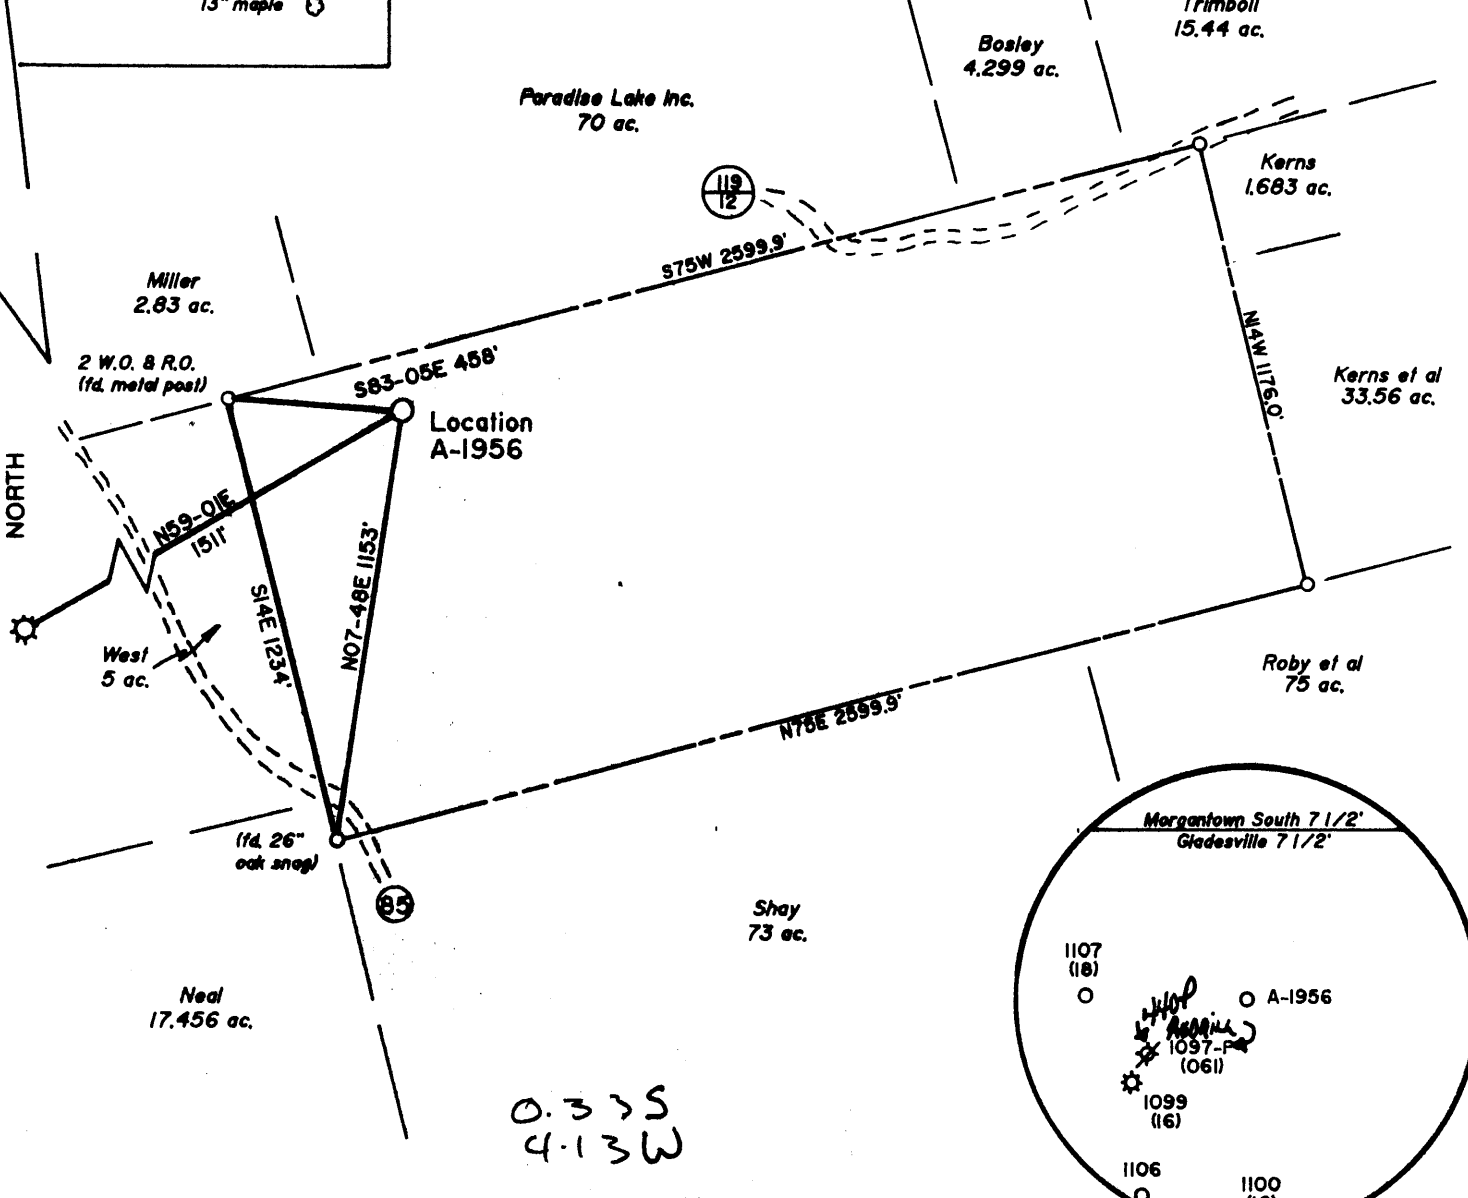 13" maple
Trimboli
15.44 ac.
Bosley
4.299 ac.
Paradise Lake Inc.
70 ac.
Kerns
1.683 ac.
119
12
S75W 2599.9'
Miller
2.83 ac.
2 W.O. & R.O.
(fd. metal post)
S83-05E 458'
Location
A-1956
N14W 1176.0'
Kerns et al
33.56 ac.
NORTH
N59-01E
1511'
S14E 1234'
N07-48E 1153'
West
5 ac.
Roby et al
75 ac.
N75E 2599.9'
(fd. 26"
oak snag)
85
Morgantown South 7 1/2'
Gladesville 7 1/2'
Shay
73 ac.
Neal
17.456 ac.
1107
(18)
A-1956
1097-P
(061)
1099
(16)
1106
1100
0.33S
4.13W